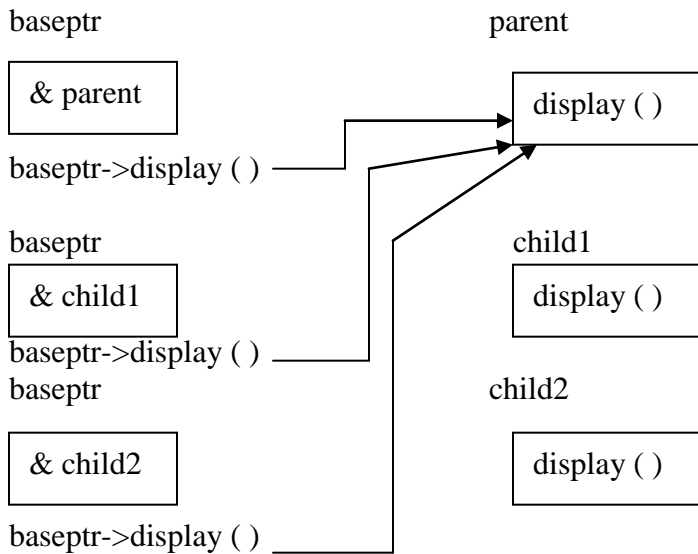 baseptr
parent
& parent
display ( )
baseptr->display ( )
baseptr
child1
& child1
display ( )
baseptr->display ( )
baseptr
child2
& child2
display ( )
baseptr->display ( )